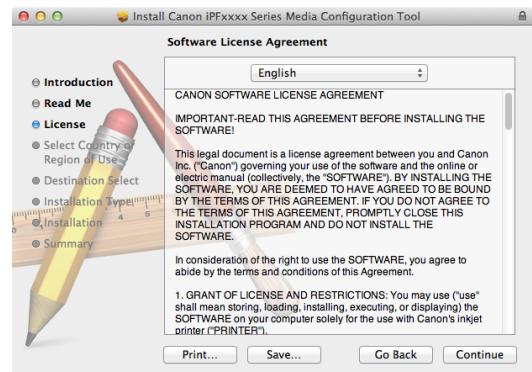 Install Canon iPFxxxx Series Media Configuration Tool
Software License Agreement
Introduction
Read Me
License
Select Country of
Region of Use
Destination Select
Installation Type
Installation
Summary
English
CANON SOFTWARE LICENSE AGREEMENT
IMPORTANT-READ THIS AGREEMENT BEFORE INSTALLING THE
SOFTWARE!
This legal document is a license agreement between you and Canon
Inc. ("Canon") governing your use of the software and the online or
electric manual (collectively, the "SOFTWARE"). BY INSTALLING THE
SOFTWARE, YOU ARE DEEMED TO HAVE AGREED TO BE BOUND
BY THE TERMS OF THIS AGREEMENT. IF YOU DO NOT AGREE TO
THE TERMS OF THIS AGREEMENT, PROMPTLY CLOSE THIS
INSTALLATION PROGRAM AND DO NOT INSTALL THE
SOFTWARE.
In consideration of the right to use the SOFTWARE, you agree to
abide by the terms and conditions of this Agreement.
1. GRANT OF LICENSE AND RESTRICTIONS: You may use ("use"
shall mean storing, loading, installing, executing, or displaying) the
SOFTWARE on your computer solely for the use with Canon's inkjet
printer ("PRINTER").
Print...
Save...
Go Back
Continue